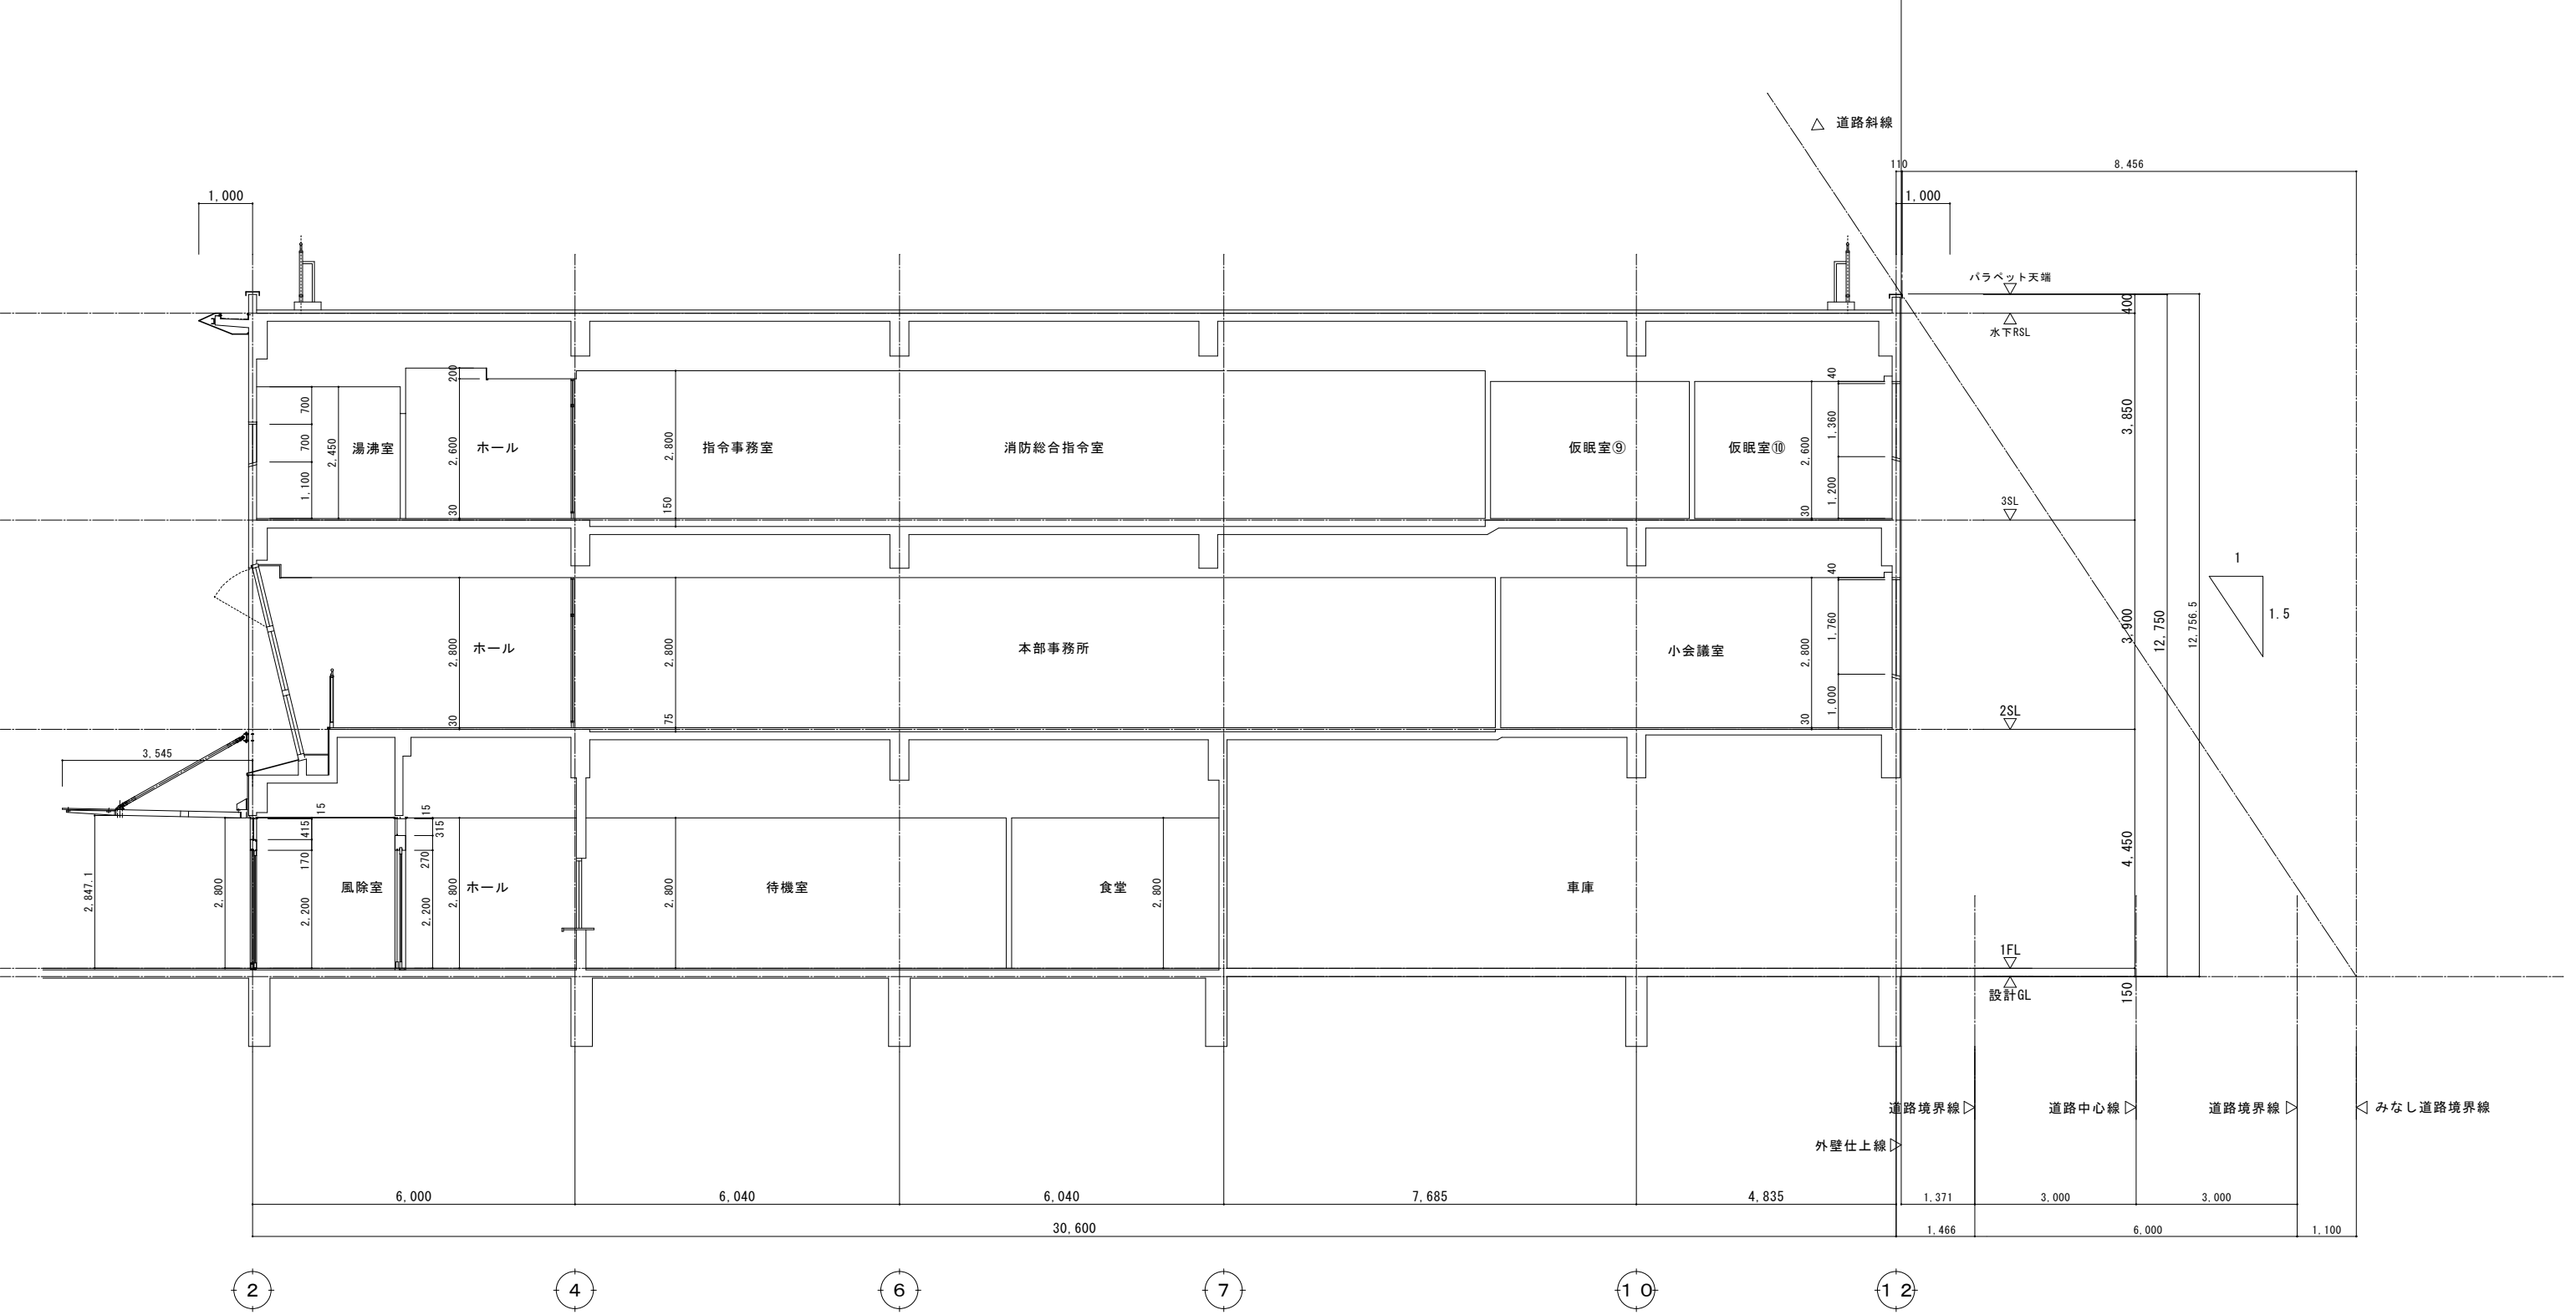 道路斜線
110
8,456
1,000
1,000
パラペット天端
400
水下RSL
200
40
700
700
1,100
2,450
湯沸室
2,600
30
ホール
2,800
150
指令事務室
消防総合指令室
仮眠室⑨
仮眠室⑩
2,600
30
1,360
1,200
3,850
3SL
40
1
1.5
2,800
30
ホール
2,800
75
本部事務所
小会議室
2,800
30
1,760
1,000
3,900
12,750
12,756.5
2SL
3,545
15
415
170
2,200
15
315
270
2,200
2,847.1
2,800
風除室
2,800
ホール
2,800
待機室
食堂
2,800
車庫
4,450
1FL
設計GL
150
道路境界線
道路中心線
道路境界線
みなし道路境界線
外壁仕上線
6,000
6,040
6,040
7,685
4,835
1,371
3,000
3,000
30,600
1,466
6,000
1,100
2
4
6
7
10
12